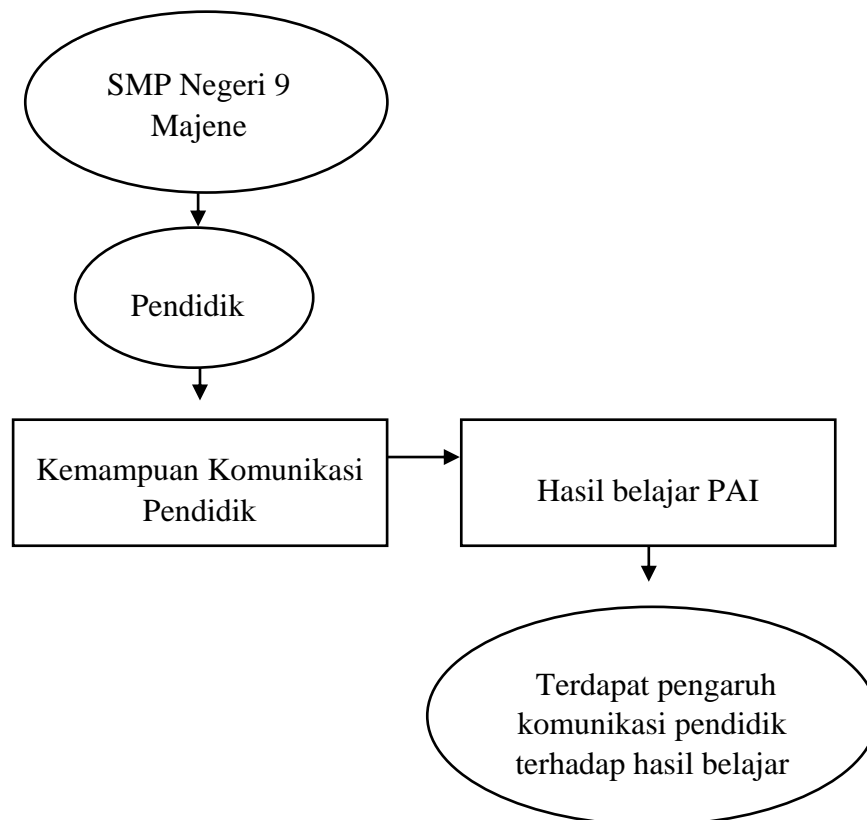 SMP Negeri 9
Majene
Pendidik
Kemampuan Komunikasi
Pendidik
Hasil belajar PAI
Terdapat pengaruh
komunikasi pendidik
terhadap hasil belajar